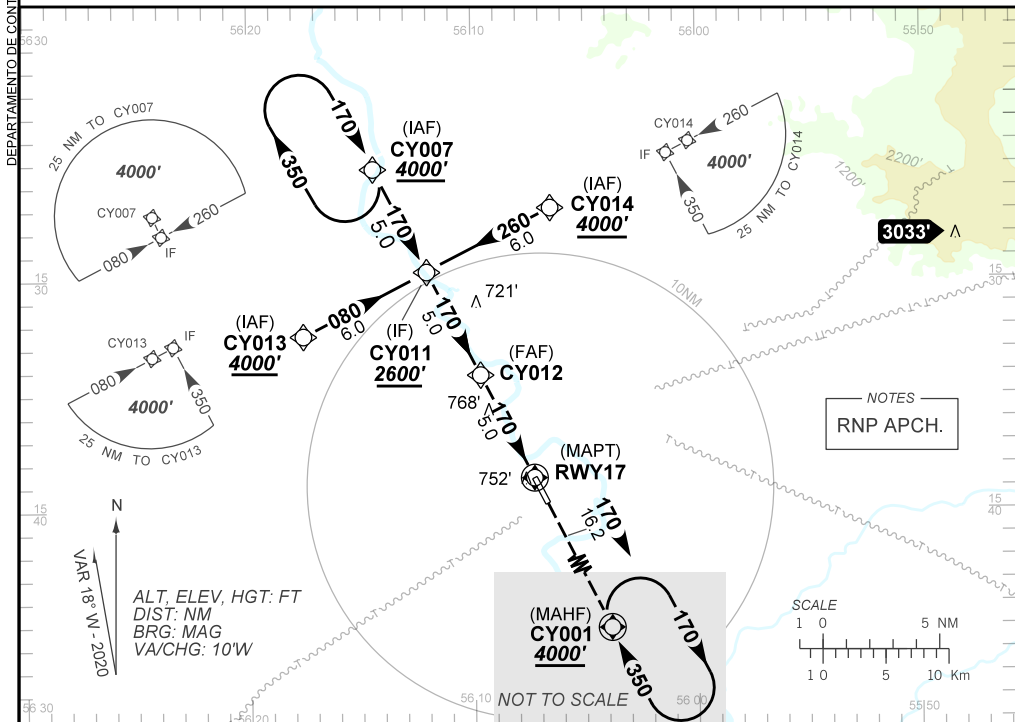 DEPARTAMENTO DE CONT
56 30
56 20
56 10
56 00
55 50
25 NM TO CY007
4000'
CY007
IF
260
080
170
350
(IAF)
CY007
4000'
170
5.0
(IAF)
CY014
4000'
260
6.0
CY014
IF
260
4000'
350
25 NM TO CY014
1200'
2200'
3033'
15
30
15
30
10NM
721'
(IAF)
CY013
4000'
080
6.0
(IF)
CY011
2600'
170
5.0
(FAF)
CY012
768'
170
5.0
CY013
IF
080
4000'
350
25 NM TO CY013
NOTES
RNP APCH.
(MAPT)
RWY17
752'
170
16.2
15
40
15
40
N
VAR 18° W - 2020
ALT, ELEV, HGT: FT
DIST: NM
BRG: MAG
VA/CHG: 10'W
(MAHF)
CY001
4000'
170
350
NOT TO SCALE
SCALE
1 0 5 NM
1 0 5 10 Km
56 30
56 20
56 10
56 00
55 50